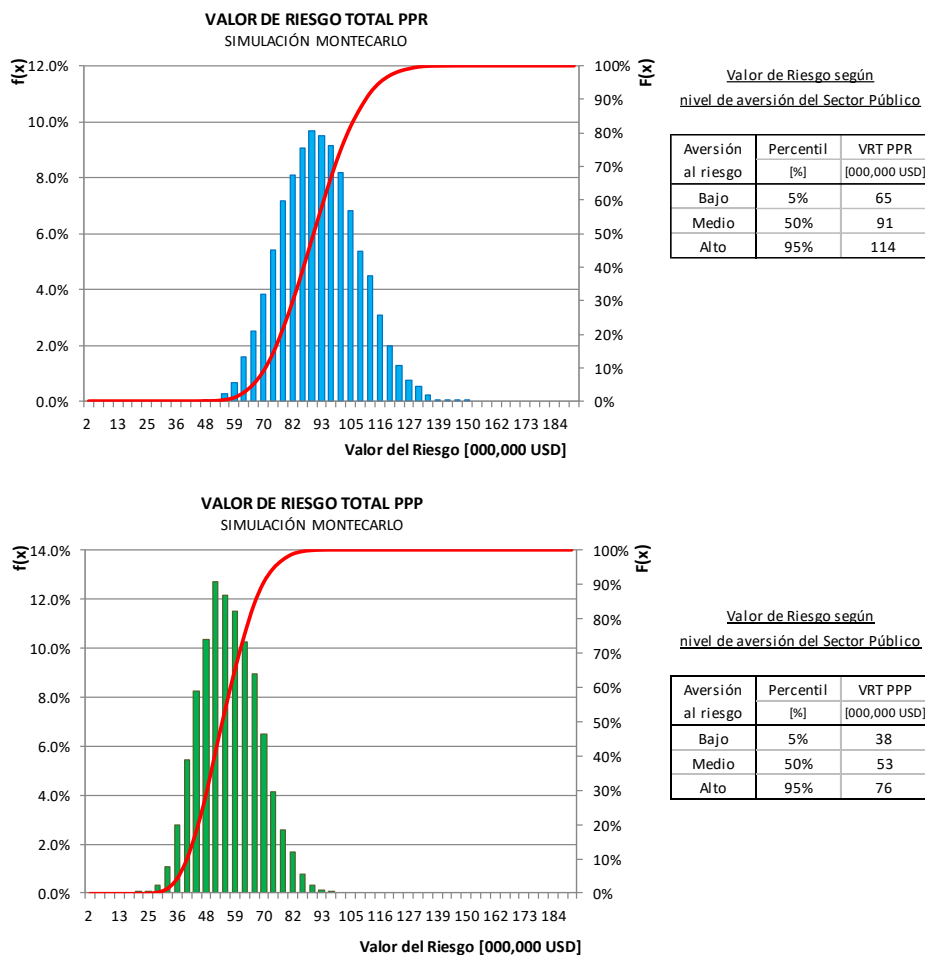 VALOR DE RIESGO TOTAL PPR
SIMULACIÓN MONTECARLO
f(x)
F(x)
12.0%
10.0%
8.0%
6.0%
4.0%
2.0%
0.0%
100%
90%
80%
70%
60%
50%
40%
30%
20%
10%
0%
2 13 25 36 48 59 70 82 93 105 116 127 139 150 162 173 184
Valor del Riesgo [000,000 USD]
Valor de Riesgo según
nivel de aversión del Sector Público
Aversión Percentil VRT PPR
al riesgo [%] [000,000 USD]
Bajo 5% 65
Medio 50% 91
Alto 95% 114
VALOR DE RIESGO TOTAL PPP
SIMULACIÓN MONTECARLO
f(x)
F(x)
14.0%
12.0%
10.0%
8.0%
6.0%
4.0%
2.0%
0.0%
100%
90%
80%
70%
60%
50%
40%
30%
20%
10%
0%
2 13 25 36 48 59 70 82 93 105 116 127 139 150 162 173 184
Valor del Riesgo [000,000 USD]
Valor de Riesgo según
nivel de aversión del Sector Público
Aversión Percentil VRT PPP
al riesgo [%] [000,000 USD]
Bajo 5% 38
Medio 50% 53
Alto 95% 76